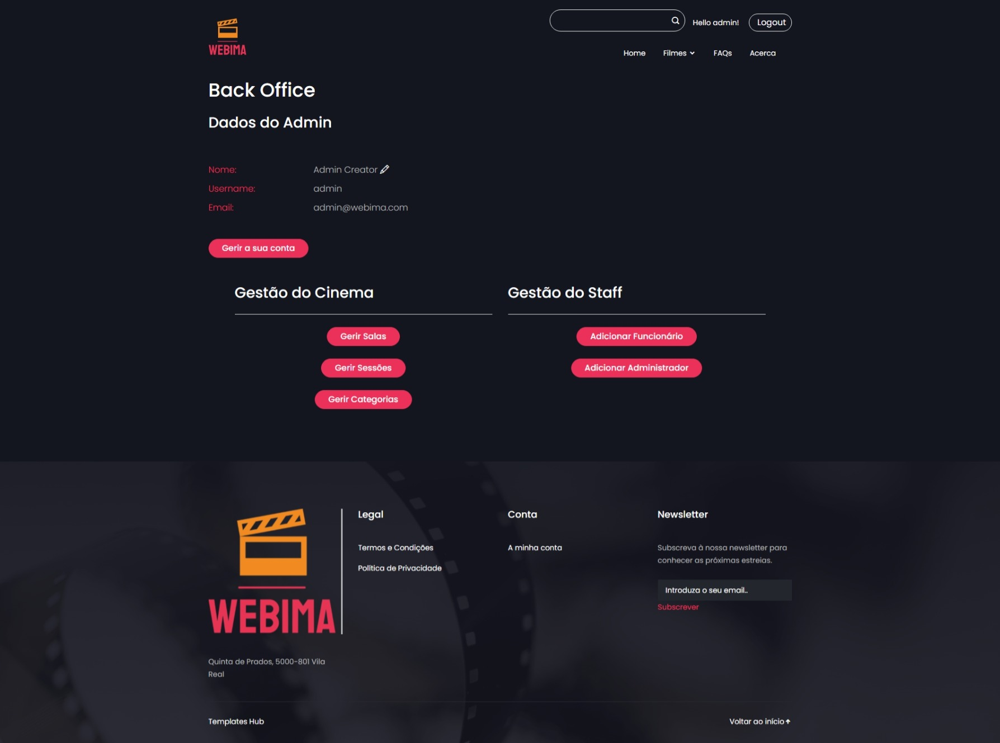 WEBIMA
Hello admin!
Logout
Home
Filmes
FAQs
Acerca
Back Office
Dados do Admin
Nome:
Admin Creator
Username:
admin
Email:
admin@webima.com
Gerir a sua conta
Gestão do Cinema
Gerir Salas
Gerir Sessões
Gerir Categorias
Gestão do Staff
Adicionar Funcionário
Adicionar Administrador
WEBIMA
Quinta de Prados, 5000-801 Vila
Real
Legal
Termos e Condições
Política de Privacidade
Conta
A minha conta
Newsletter
Subscreva à nossa newsletter para
conhecer as próximas estreias.
Introduza o seu email..
Subscrever
Templates Hub
Voltar ao início